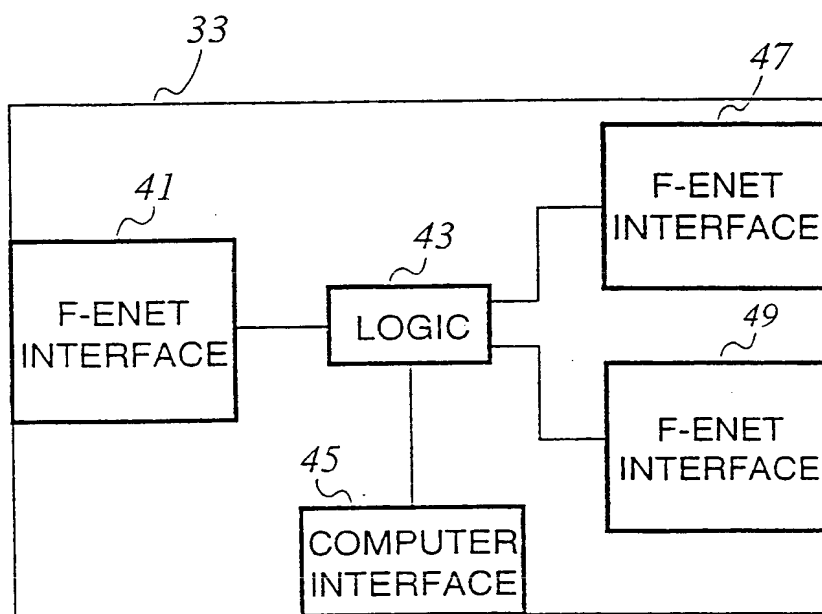 33
47
F-ENET
INTERFACE
41
F-ENET
INTERFACE
43
LOGIC
49
F-ENET
INTERFACE
45
COMPUTER
INTERFACE